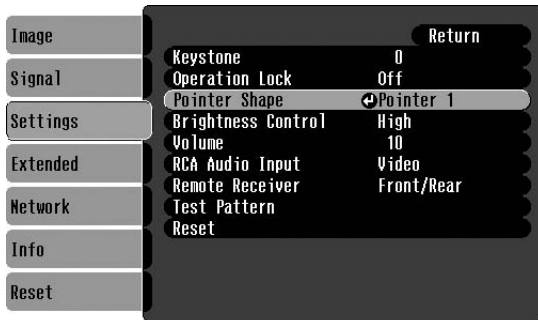 Image
Signal
Settings
Extended
Network
Info
Reset
Return
Keystone 0
Operation Lock Off
Pointer Shape Pointer 1
Brightness Control High
Volume 10
RCA Audio Input Video
Remote Receiver Front/Rear
Test Pattern
Reset